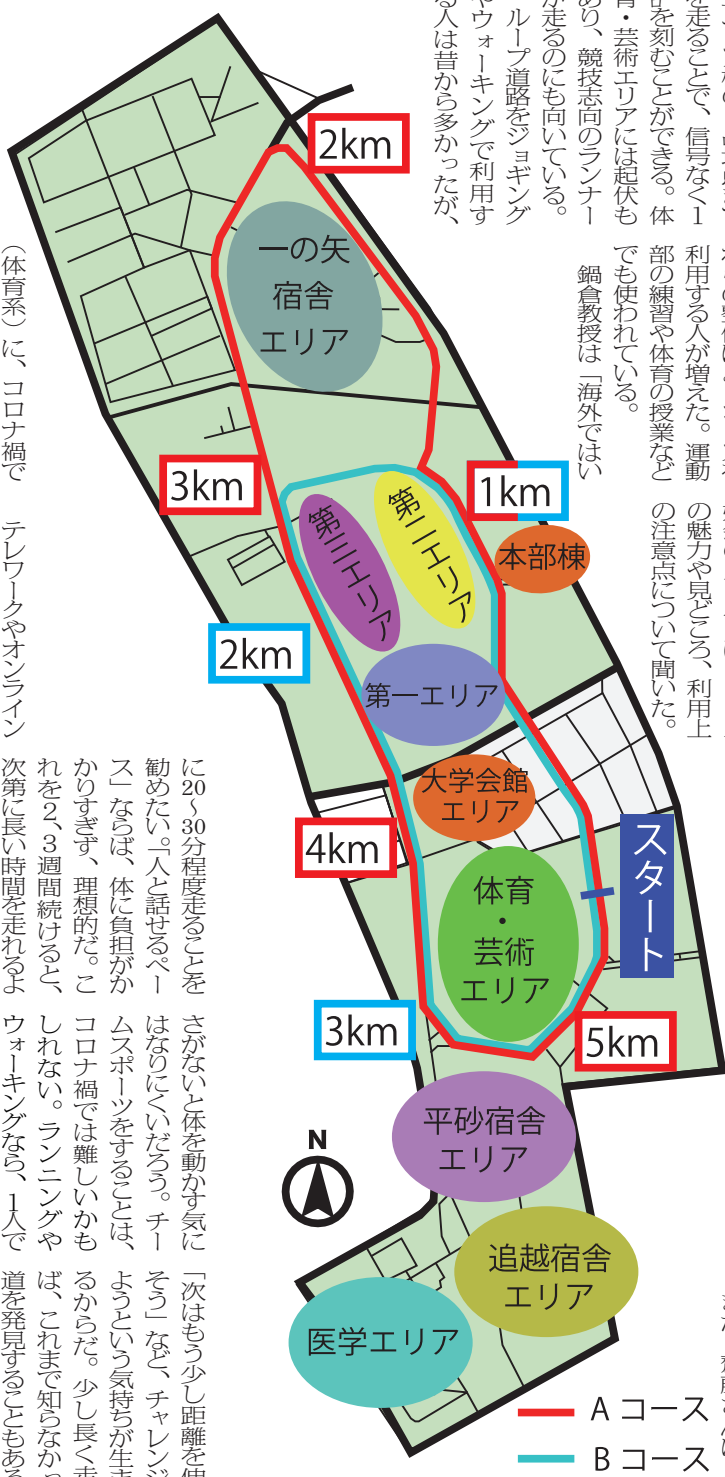 を走ることで、信号なく1
を刻むことができる。体
育・芸術エリアには起伏も
あり、競技志向のランナー
が走るのにも向いている。
ループ道路をジョギング
やウォーキングで利用す
る人は昔から多かったが、
利用する人が増えた。運動
部の練習や体育の授業など
でも使われている。
鍋倉教授は「海外ではい
の魅力や見どころ、利用上
の注意点について聞いた。
2km
一の矢
宿舎
エリア
3km
1km
第三エリア
第二エリア
本部棟
2km
第一エリア
大学会館
エリア
4km
スタート
体育
・
芸術
エリア
3km
5km
平砂宿舎
エリア
N
追越宿舎
エリア
医学エリア
A コース
B コース
（体育系）に、コロナ禍で
テレワークやオンライン
に20～30分程度走ることを
勧めたい。「人と話せるペー
ス」ならば、体に負担がか
かりすぎず、理想的だ。こ
れを2、3週間続けると、
次第に長い時間を走れるよ
さがないと体を動かす気に
はなりにくいだろう。チー
ムスポーツをすることは、
コロナ禍では難しいかも
しれない。ランニングや
ウォーキングなら、1人で
「次はもう少し距離を伸
そう」など、チャレンジ
ようという気持ちが生ま
るからだ。少し長く走
ば、これまで知らなかっ
道を発見することもある